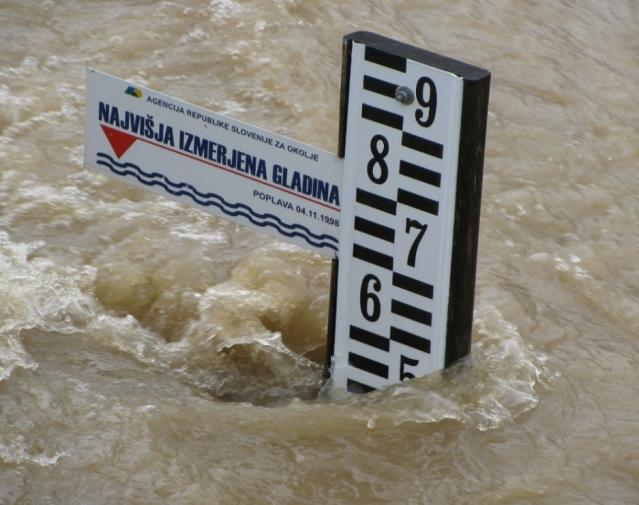 AGENCIJA REPUBLIKE SLOVENIJE ZA OKOLJE
NAJVIŠJA IZMERJENA GLADINA
POPLAVA 04.11.1998
9
8
7
6
5